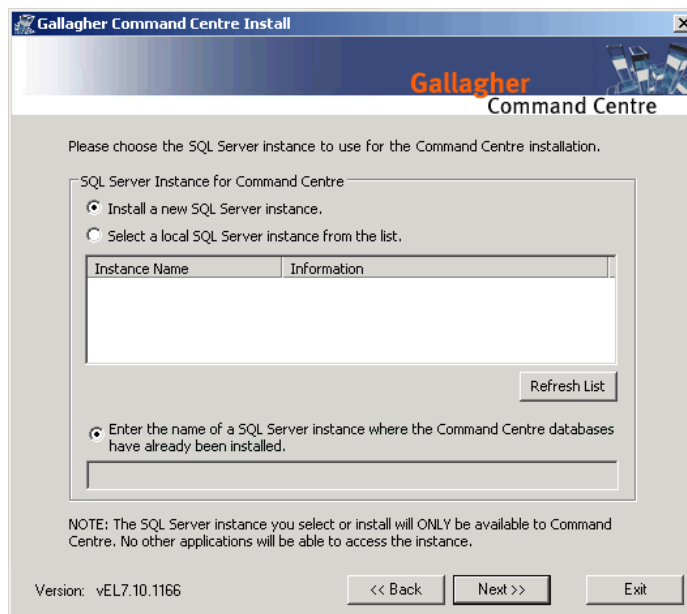 Gallagher Command Centre Install
Gallagher
Command Centre
Please choose the SQL Server instance to use for the Command Centre installation.
SQL Server Instance for Command Centre
Install a new SQL Server instance.
Select a local SQL Server instance from the list.
Instance Name Information
Refresh List
Enter the name of a SQL Server instance where the Command Centre databases
have already been installed.
NOTE: The SQL Server instance you select or install will ONLY be available to Command
Centre. No other applications will be able to access the instance.
Version: vEL7.10.1166 << Back Next >> Exit